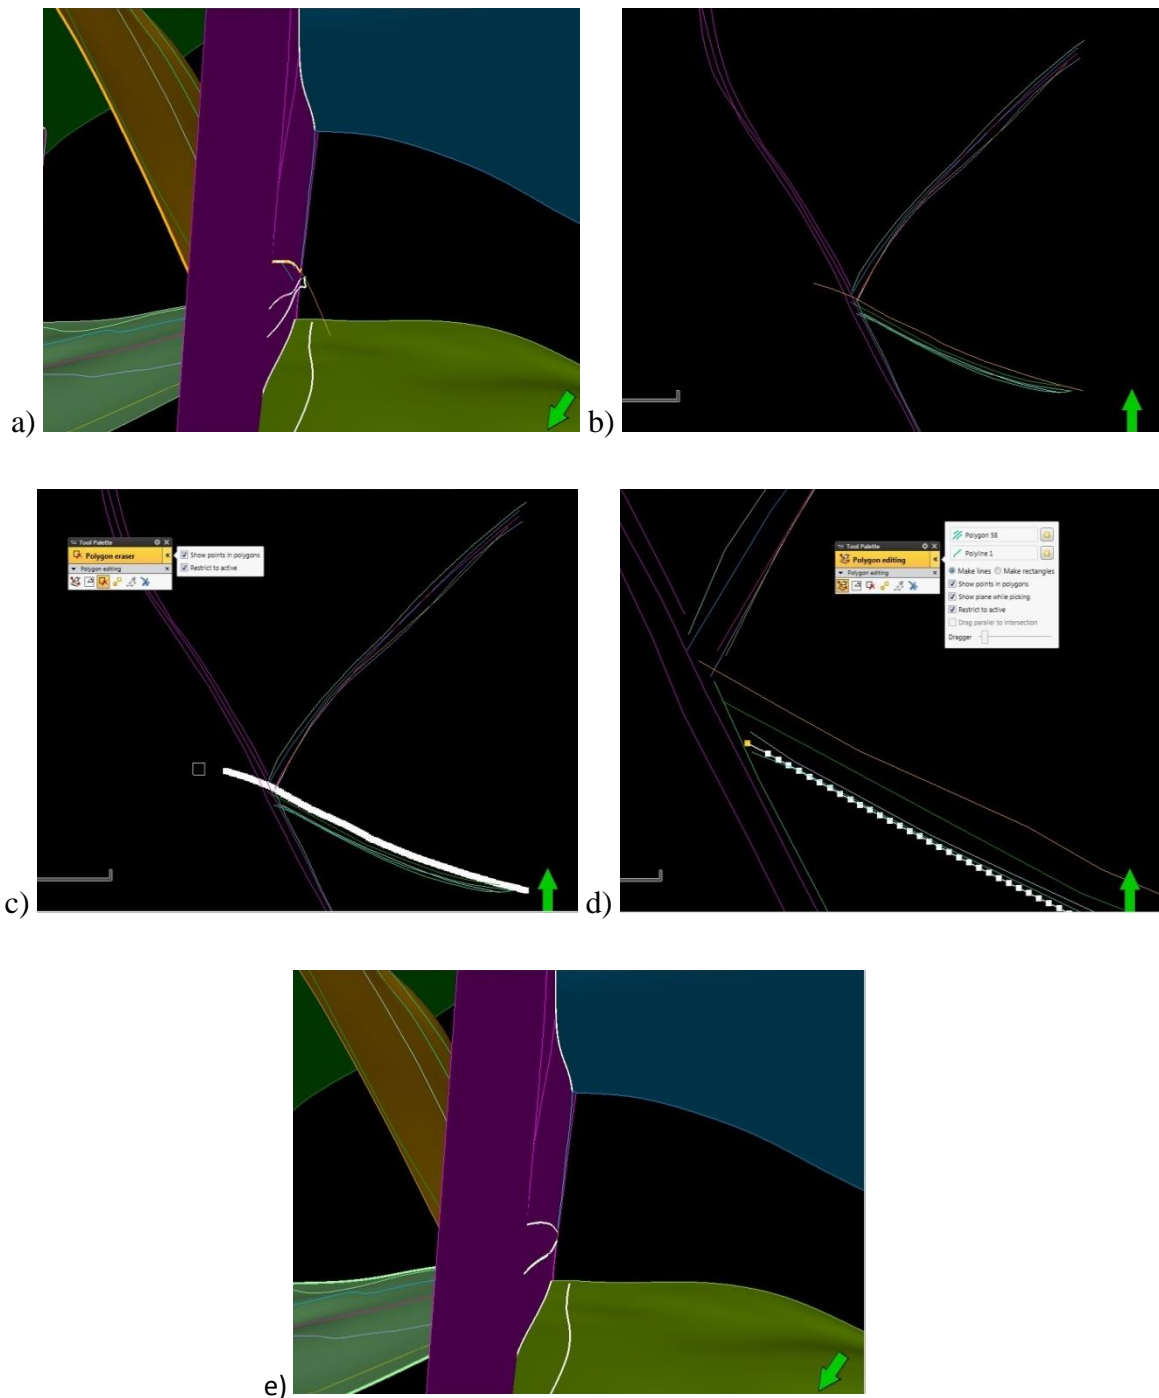 a)
b)
Tool Palette
Polygon eraser
Polygon editing
Show points in polygons
Restrict to active
c)
Tool Palette
Polygon editing
Polygon editing
Polygon 38
Polyline 1
Make lines Make rectangles
Show points in polygons
Show plane while picking
Restrict to active
Drag parallel to intersection
Dragger
d)
e)